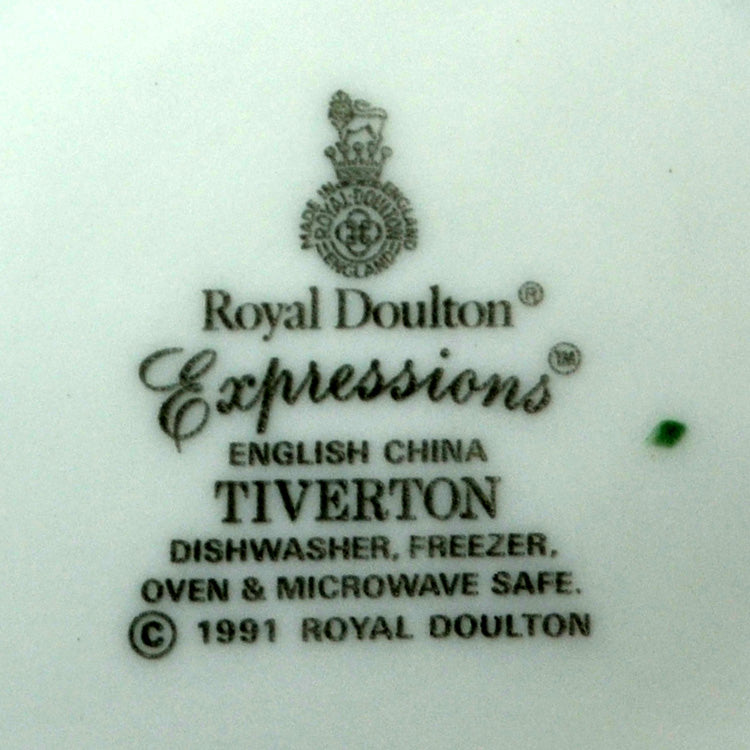 MADE IN ENGLAND
ROYAL DOULTON
ENGLAND
Royal Doulton®
Expressions™
ENGLISH CHINA
TIVERTON
DISHWASHER, FREEZER,
OVEN & MICROWAVE SAFE.
© 1991 ROYAL DOULTON